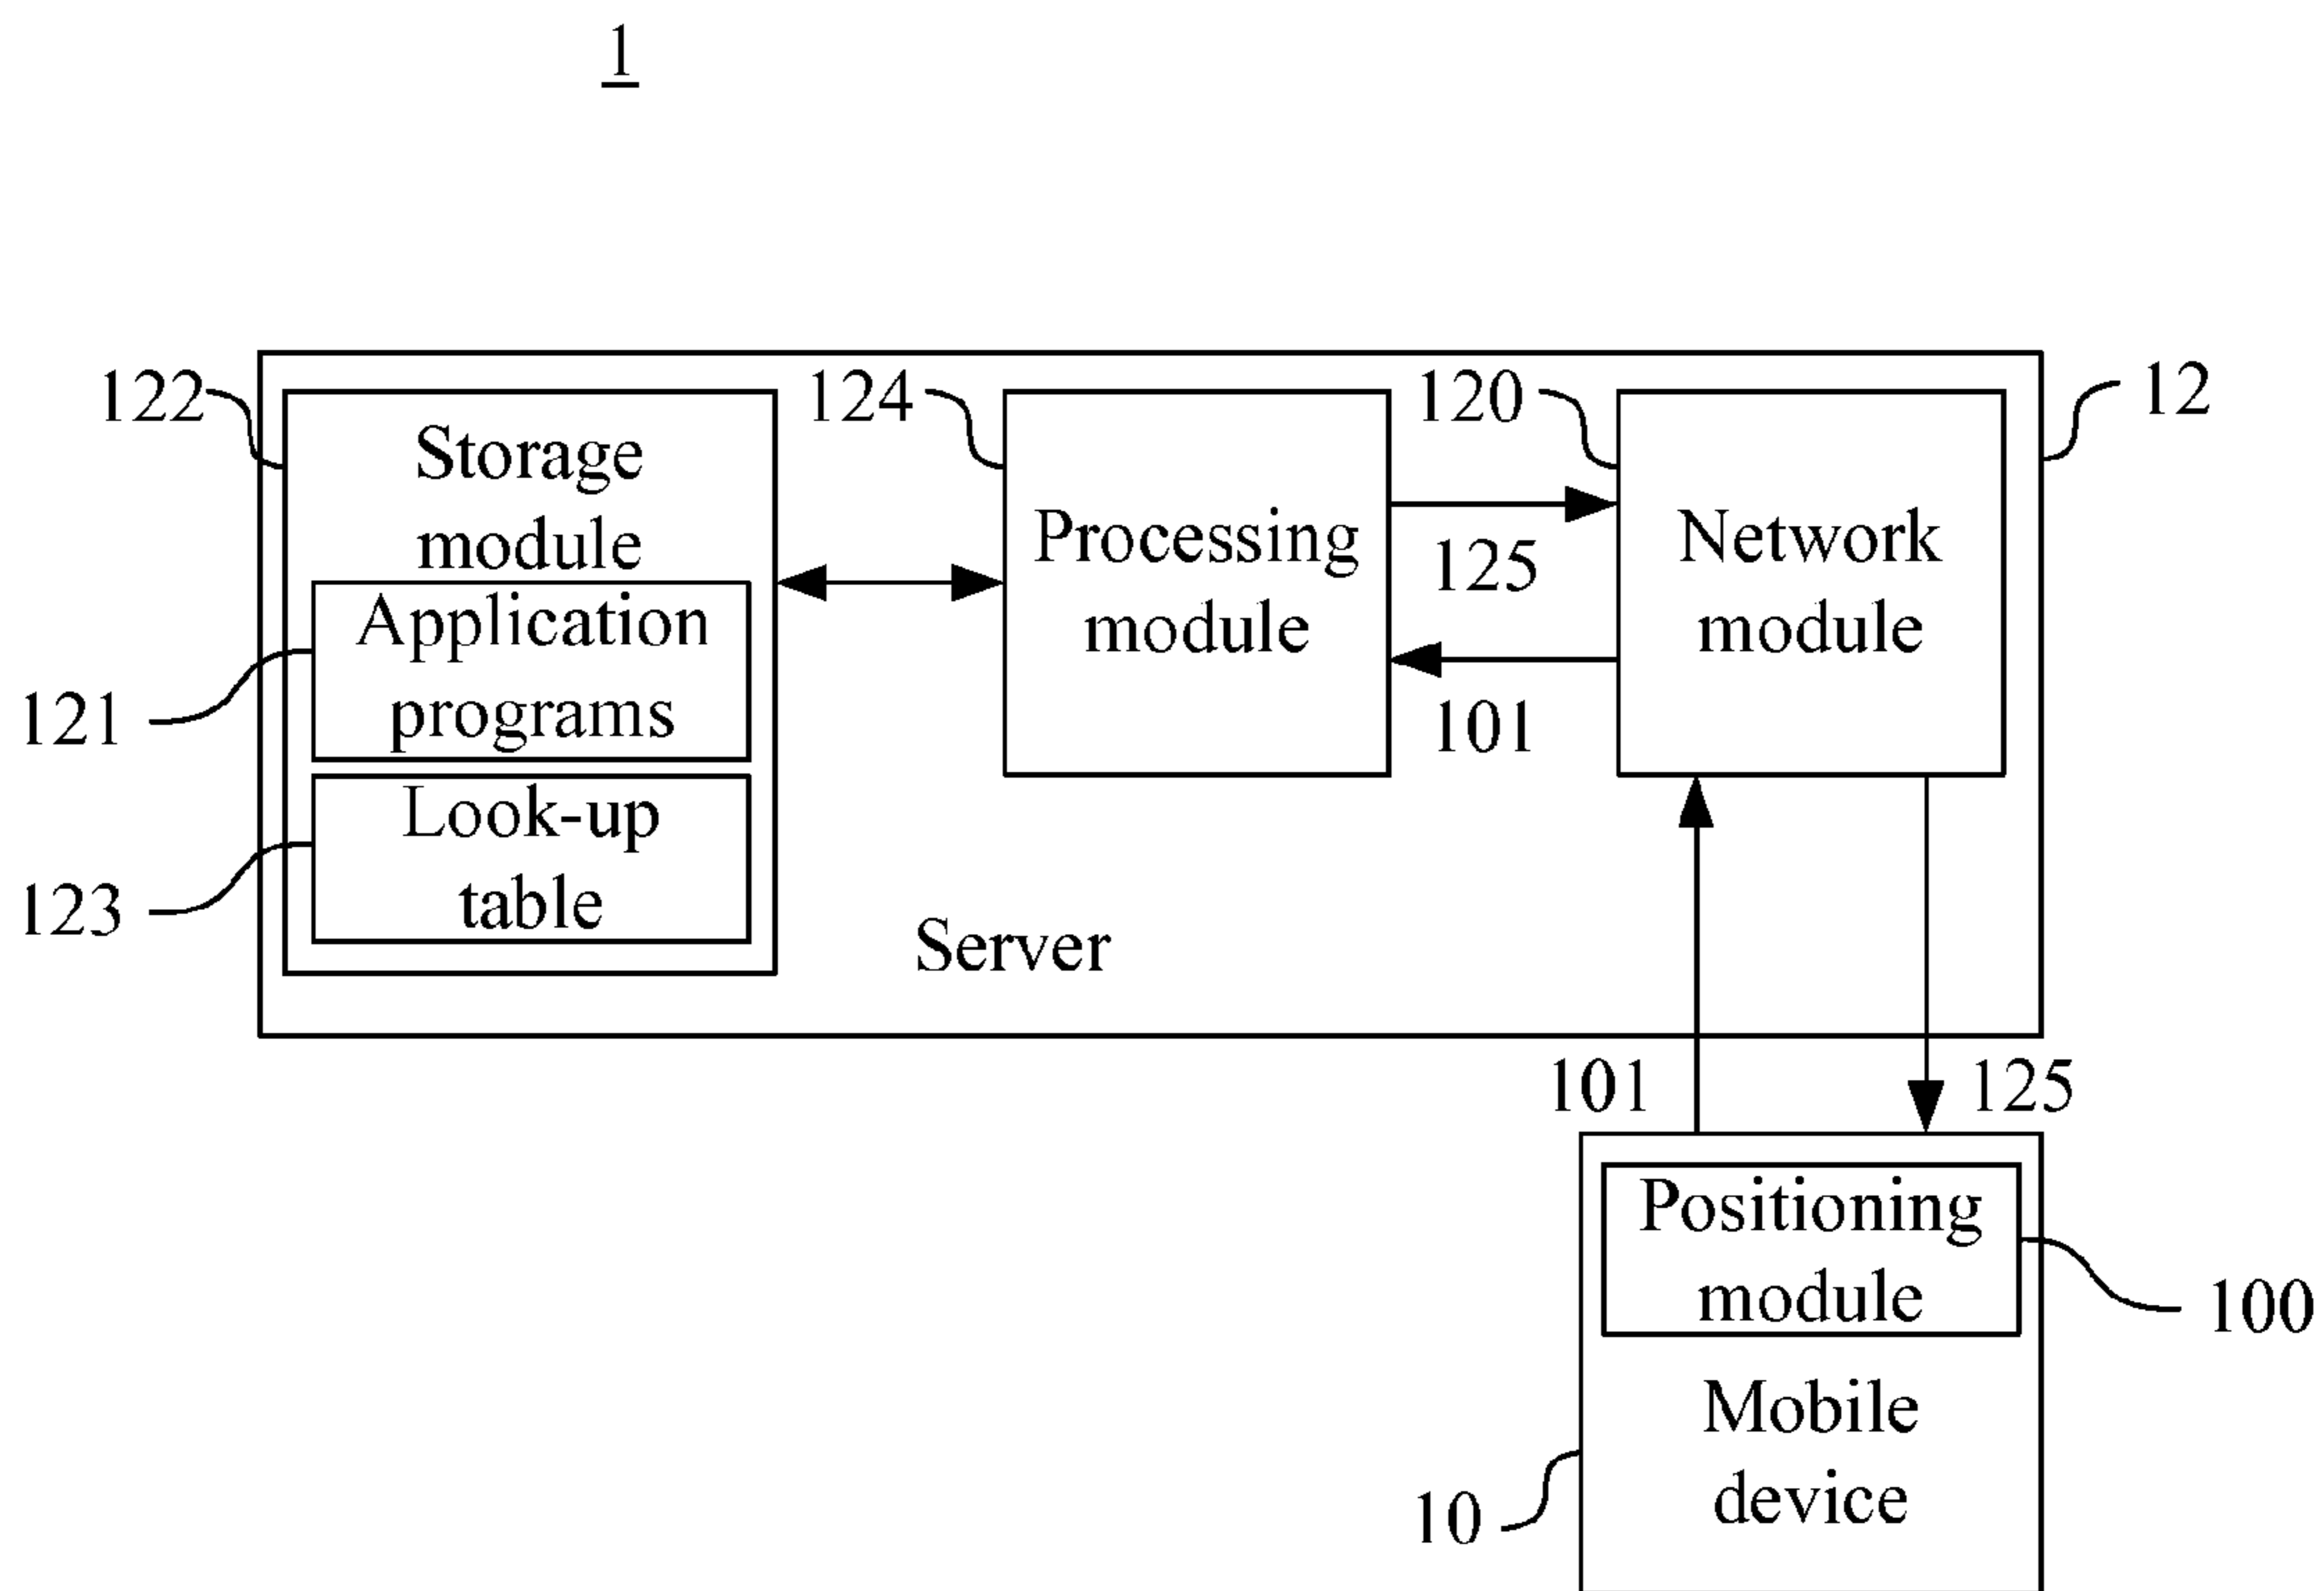 1
122
124
120
12
Storage
module
Processing
module
Network
module
125
101
Application
programs
121
Look-up
table
123
Server
101
125
Positioning
module
100
Mobile
device
10